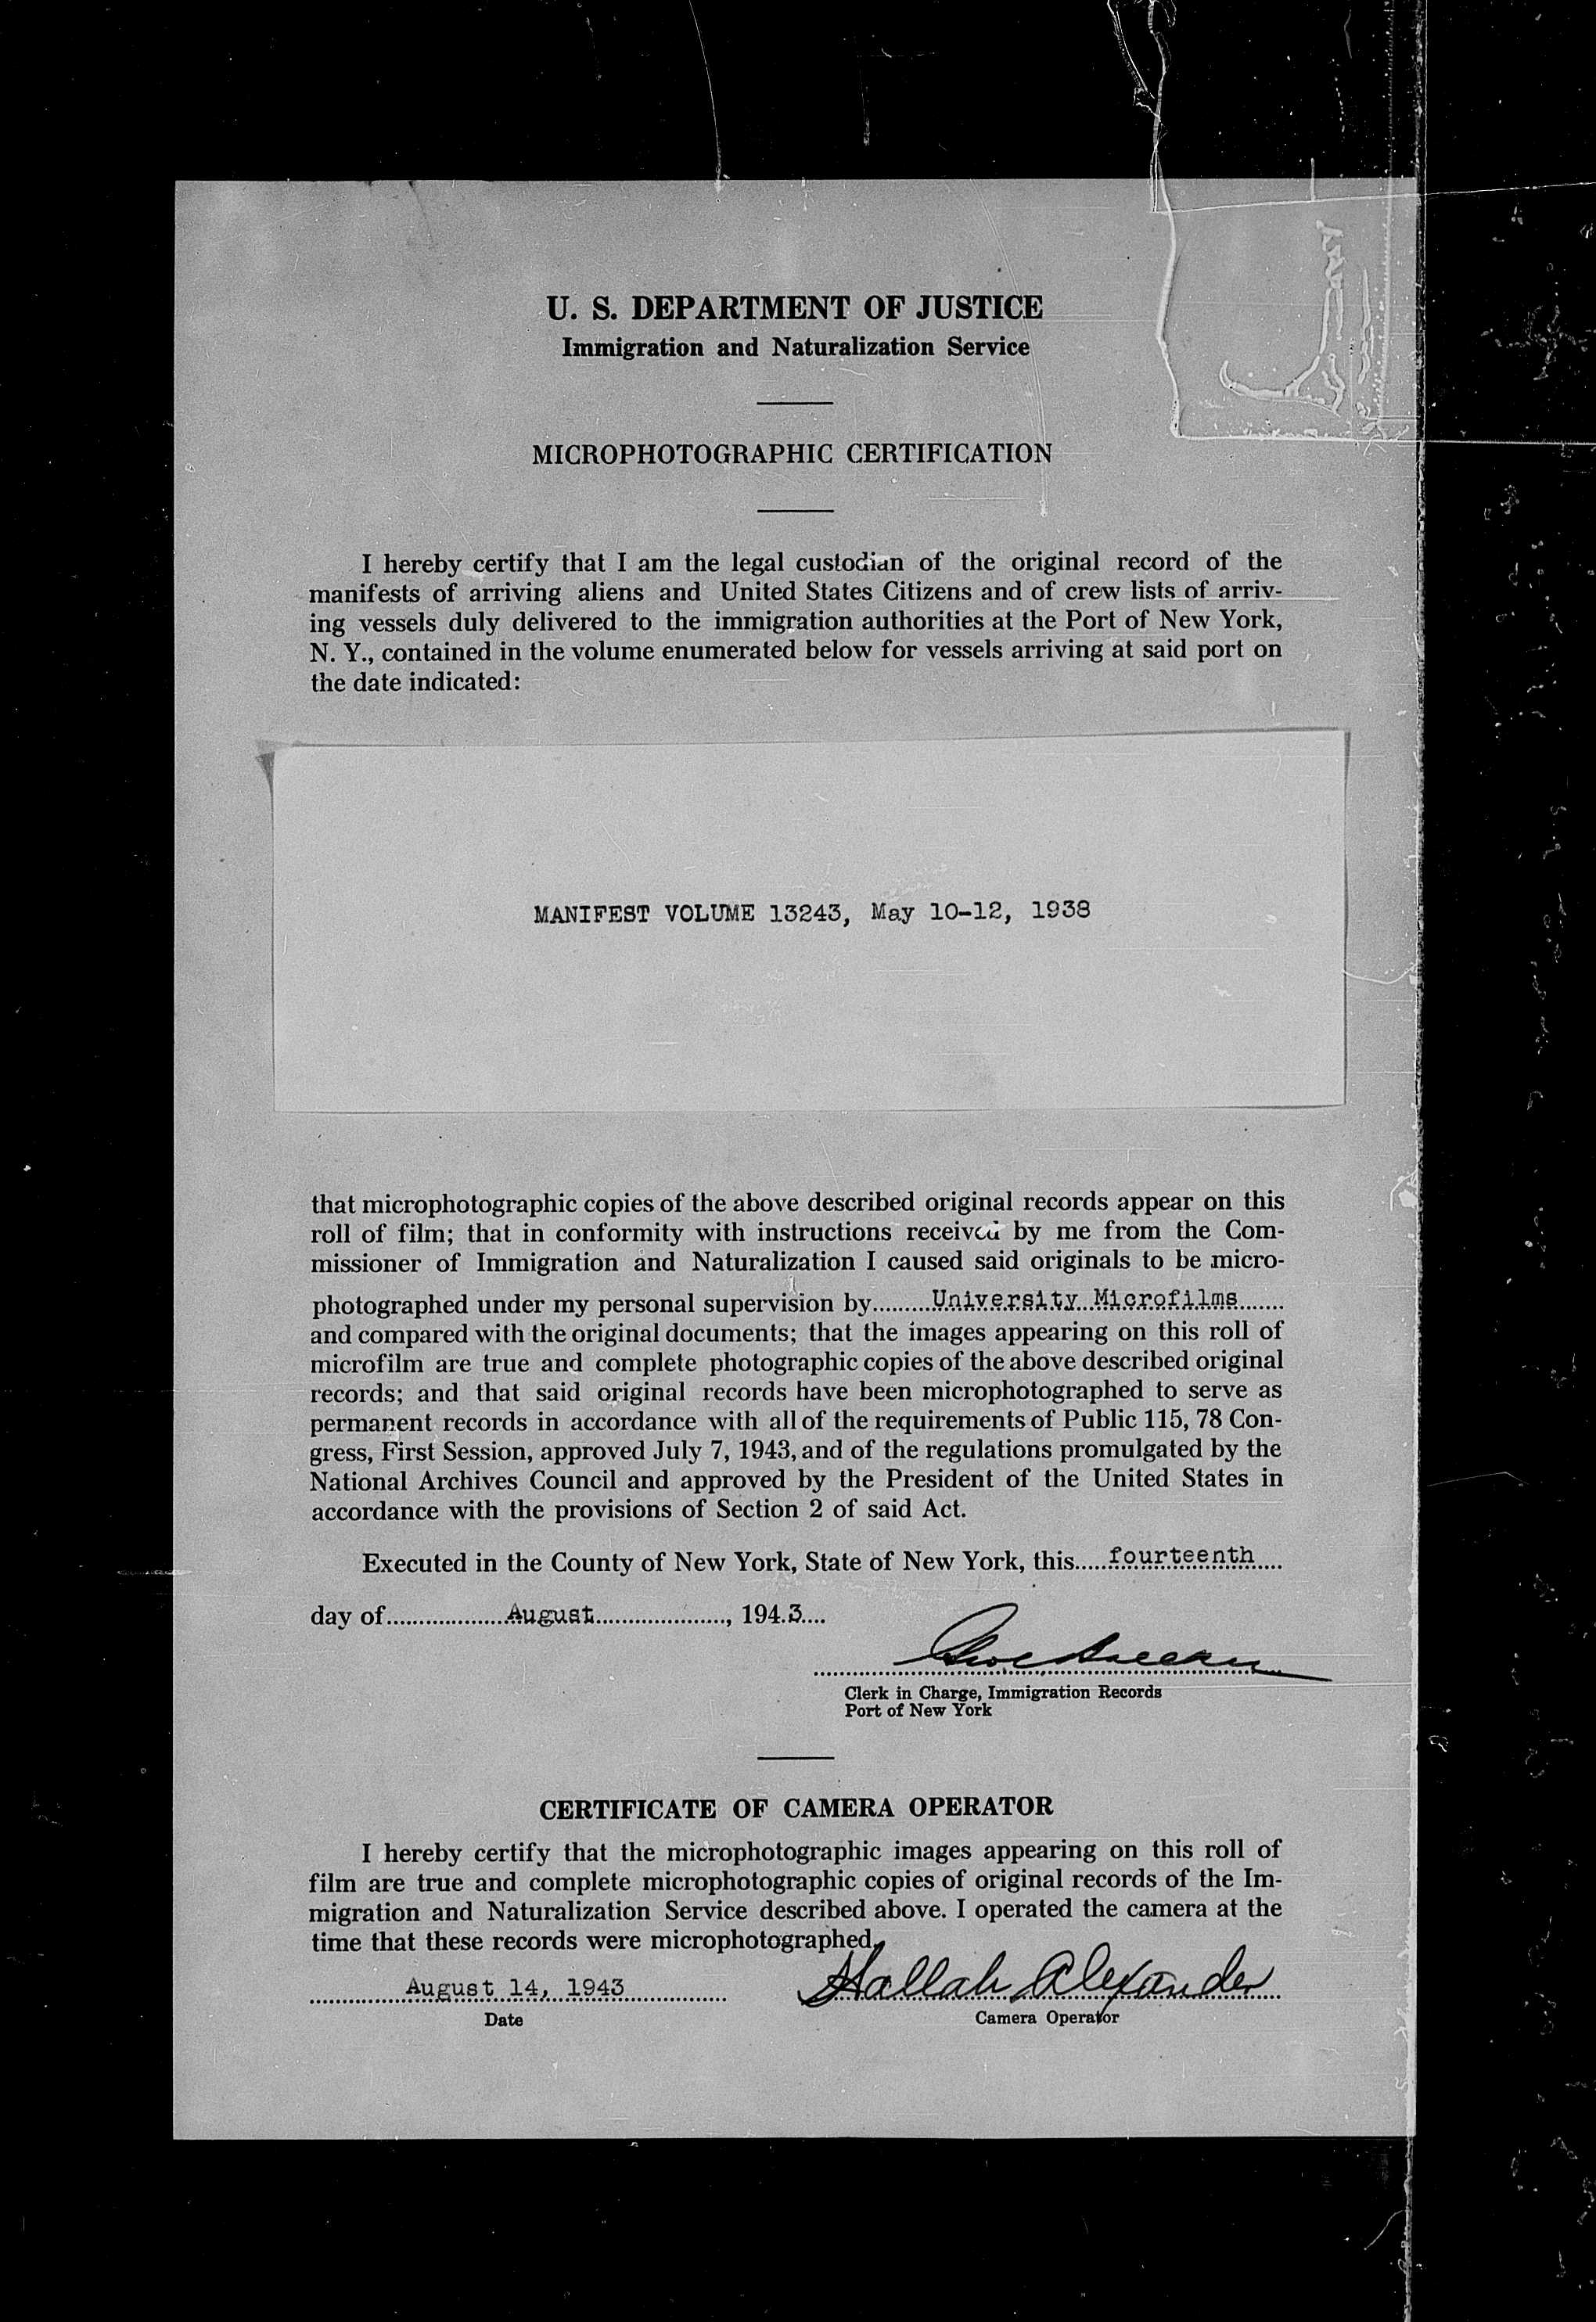 U. S. DEPARTMENT OF JUSTICE
Immigration and Naturalization Service
MICROPHOTOGRAPHIC CERTIFICATION
I hereby certify that I am the legal custodian of the original record of the
manifests of arriving aliens and United States Citizens and of crew lists of arriv-
ing vessels duly delivered to the immigration authorities at the Port of New York,
N. Y., contained in the volume enumerated below for vessels arriving at said port on
the date indicated:
MANIFEST VOLUME 13243, May 10-12, 1938
that microphotographic copies of the above described original records appear on this
roll of film; that in conformity with instructions received by me from the Com-
missioner of Immigration and Naturalization I caused said originals to be micro-
photographed under my personal supervision by.........University Microfilms.......
and compared with the original documents; that the images appearing on this roll of
microfilm are true and complete photographic copies of the above described original
records; and that said original records have been microphotographed to serve as
permanent records in accordance with all of the requirements of Public 115, 78 Con-
gress, First Session, approved July 7, 1943, and of the regulations promulgated by the
National Archives Council and approved by the President of the United States in
accordance with the provisions of Section 2 of said Act.
Executed in the County of New York, State of New York, this.....fourteenth....
day of...................August...................., 194.3....
Clerk in Charge, Immigration Records
Port of New York
CERTIFICATE OF CAMERA OPERATOR
I hereby certify that the microphotographic images appearing on this roll of
film are true and complete microphotographic copies of original records of the Im-
migration and Naturalization Service described above. I operated the camera at the
time that these records were microphotographed.
August 14, 1943 Hallah Alexander
Date Camera Operator